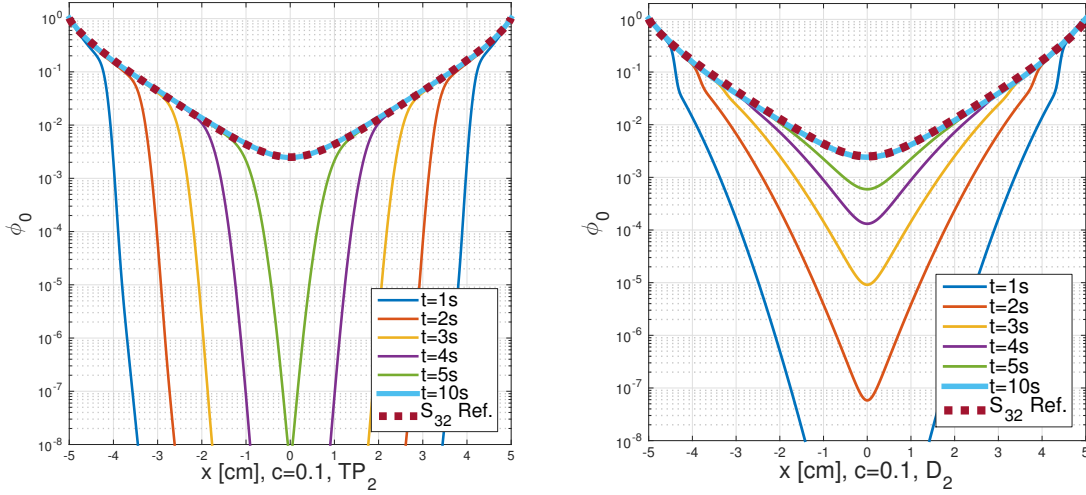 10^0
10^-1
10^-2
10^-3
10^-4
10^-5
10^-6
10^-7
10^-8
ϕ_0
-5 -4 -3 -2 -1 0 1 2 3 4 5
x [cm], c=0.1, TP_2
t=1s
t=2s
t=3s
t=4s
t=5s
t=10s
S_32 Ref.
10^0
10^-1
10^-2
10^-3
10^-4
10^-5
10^-6
10^-7
10^-8
ϕ_0
-5 -4 -3 -2 -1 0 1 2 3 4 5
x [cm], c=0.1, D_2
t=1s
t=2s
t=3s
t=4s
t=5s
t=10s
S_32 Ref.